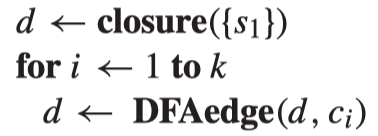 d ← closure({s₁})
for i ← 1 to k
d ← DFAedge(d, cᵢ)